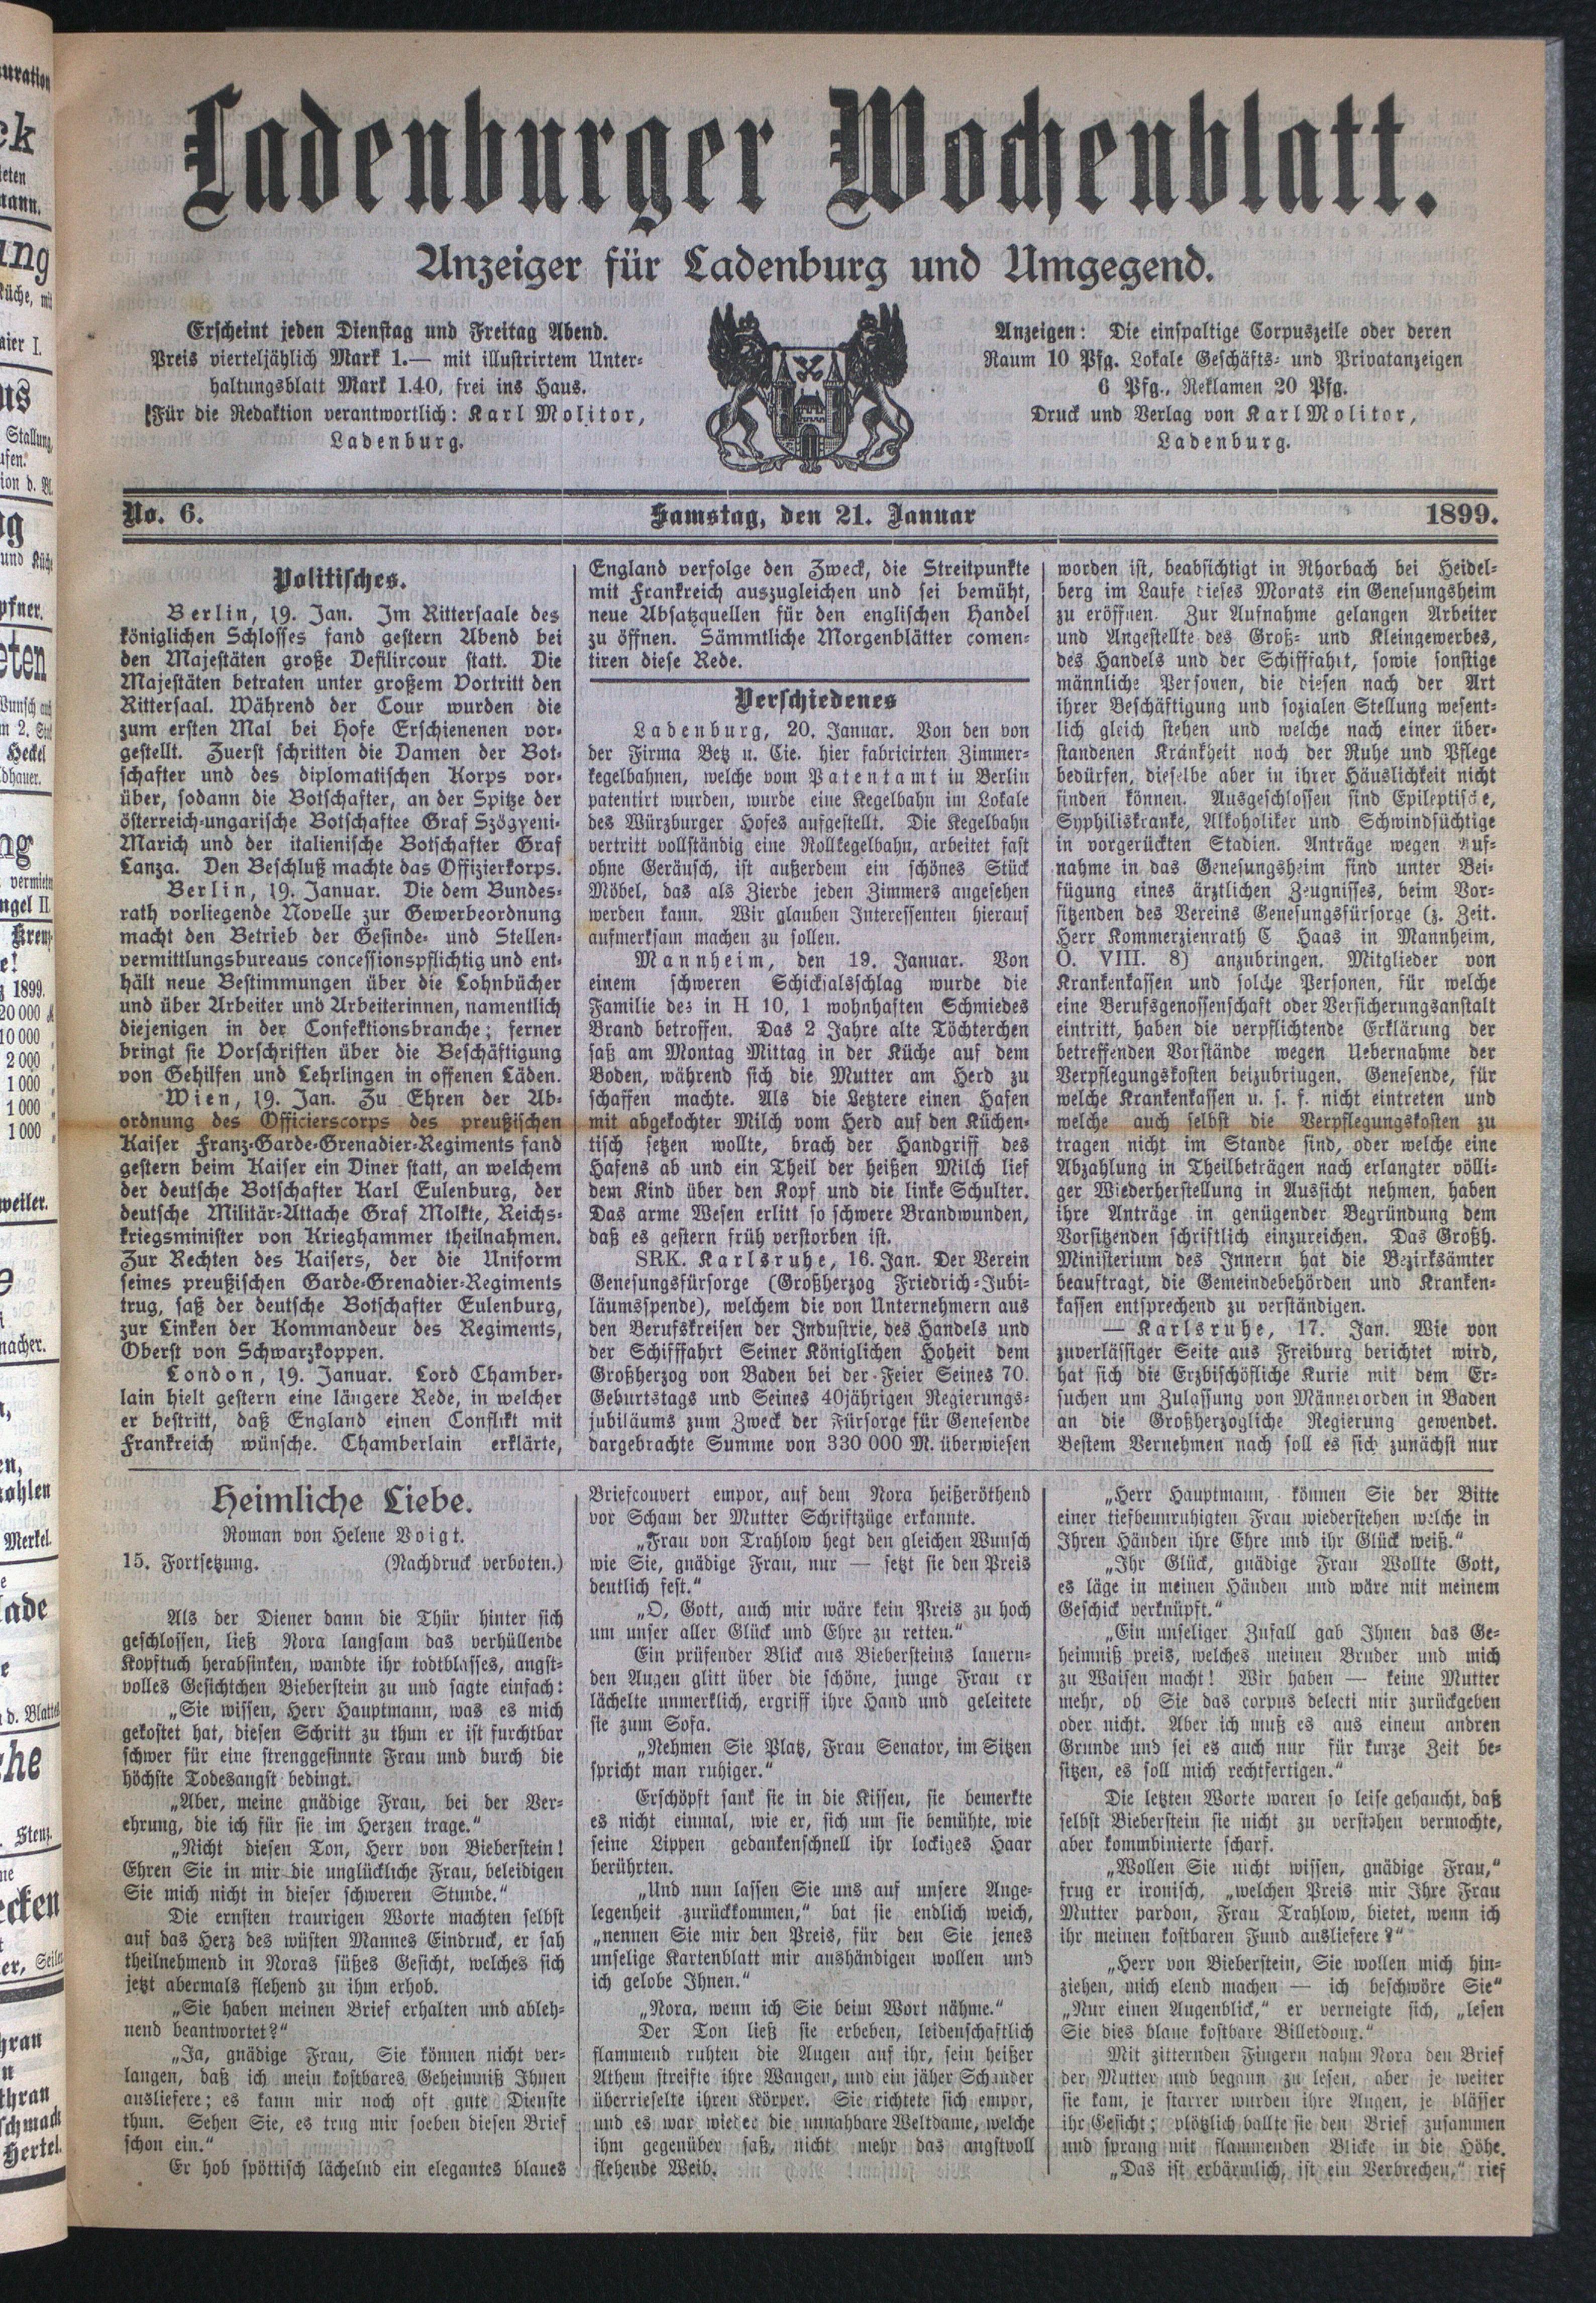 Ladenburger Wochenblatt.
Anzeiger für Ladenburg und Umgegend.
Erscheint jeden Dienstag und Freitag Abend.
Preis vierteljählich Mark 1.— mit illustrirtem Unter-
haltungsblatt Mark 1.40, frei ins Haus.
Für die Redaktion verantwortlich: Karl Molitor,
Ladenburg.
Anzeigen: Die einspaltige Corpuszeile oder deren
Raum 10 Pfg. Lokale Geschäfts- und Privatanzeigen
6 Pfg., Reklamen 20 Pfg.
Druck und Verlag von Karl Molitor,
Ladenburg.
No. 6.
Samstag, den 21. Januar
1899.
Politisches.
Berlin, 19. Jan. Im Rittersaale des
königlichen Schlosses fand gestern Abend bei
den Majestäten große Defilircour statt. Die
Majestäten betraten unter großem Vortritt den
Rittersaal. Während der Cour wurden die
zum ersten Mal bei Hofe Erschienenen vor-
gestellt. Zuerst schritten die Damen der Bot-
schafter und des diplomatischen Korps vor-
über, sodann die Botschafter, an der Spitze der
österreich-ungarische Botschaftee Graf Szögyeni-
Marich und der italienische Botschafter Graf
Lanza. Den Beschluß machte das Offizierkorps.
Berlin, 19. Januar. Die dem Bundes-
rath vorliegende Novelle zur Gewerbeordnung
macht den Betrieb der Gesinde- und Stellen-
vermittlungsbureaus concessionspflichtig und ent-
hält neue Bestimmungen über die Lohnbücher
und über Arbeiter und Arbeiterinnen, namentlich
diejenigen in der Confektionsbranche; ferner
bringt sie Vorschriften über die Beschäftigung
von Gehilfen und Lehrlingen in offenen Läden.
Wien, 19. Jan. Zu Ehren der Ab-
ordnung des Officierscorps des preußischen
Kaiser Franz-Garde-Grenadier-Regiments fand
gestern beim Kaiser ein Diner statt, an welchem
der deutsche Botschafter Karl Eulenburg, der
deutsche Militär-Attache Graf Molkte, Reichs-
kriegsminister von Krieghammer theilnahmen.
Zur Rechten des Kaisers, der die Uniform
seines preußischen Garde-Grenadier-Regiments
trug, saß der deutsche Botschafter Eulenburg,
zur Linken der Kommandeur des Regiments,
Oberst von Schwarzkoppen.
London, 19. Januar. Lord Chamber-
lain hielt gestern eine längere Rede, in welcher
er bestritt, daß England einen Conflikt mit
Frankreich wünsche. Chamberlain erklärte,
England verfolge den Zweck, die Streitpunkte
mit Frankreich auszugleichen und sei bemüht,
neue Absatzquellen für den englischen Handel
zu öffnen. Sämmtliche Morgenblätter comen-
tiren diese Rede.
Verschiedenes
Ladenburg, 20. Januar. Von den von
der Firma Betz u. Cie. hier fabricirten Zimmer-
kegelbahnen, welche vom Patentamt in Berlin
patentirt wurden, wurde eine Kegelbahn im Lokale
des Würzburger Hofes aufgestellt. Die Kegelbahn
vertritt vollständig eine Rollkegelbahn, arbeitet fast
ohne Geräusch, ist außerdem ein schönes Stück
Möbel, das als Zierde jeden Zimmers angesehen
werden kann. Wir glauben Interessenten hierauf
aufmerksam machen zu sollen.
Mannheim, den 19. Januar. Von
einem schweren Schicksalsschlag wurde die
Familie des in H 10, 1 wohnhaften Schmiedes
Brand betroffen. Das 2 Jahre alte Töchterchen
saß am Montag Mittag in der Küche auf dem
Boden, während sich die Mutter am Herd zu
schaffen machte. Als die Letztere einen Hafen
mit abgekochter Milch vom Herd auf den Küchen-
tisch setzen wollte, brach der Handgriff des
Hafens ab und ein Theil der heißen Milch lief
dem Kind über den Kopf und die linke Schulter.
Das arme Wesen erlitt so schwere Brandwunden,
daß es gestern früh verstorben ist.
SRK. Karlsruhe, 16. Jan. Der Verein
Genesungsfürsorge (Großherzog Friedrich-Jubi-
läumsspende), welchem die von Unternehmern aus
den Berufskreisen der Industrie, des Handels und
der Schifffahrt Seiner Königlichen Hoheit dem
Großherzog von Baden bei der Feier Seines 70.
Geburtstags und Seines 40jährigen Regierungs-
jubiläums zum Zweck der Fürsorge für Genesende
dargebrachte Summe von 330 000 M. überwiesen
worden ist, beabsichtigt in Rhorbach bei Heidel-
berg im Laufe dieses Monats ein Genesungsheim
zu eröffnen. Zur Aufnahme gelangen Arbeiter
und Angestellte des Groß- und Kleingewerbes,
des Handels und der Schifffahrt, sowie sonstige
männliche Personen, die diesen nach der Art
ihrer Beschäftigung und sozialen Stellung wesent-
lich gleich stehen und welche nach einer über-
standenen Krankheit noch der Ruhe und Pflege
bedürfen, dieselbe aber in ihrer Häuslichkeit nicht
finden können. Ausgeschlossen sind Epileptische,
Syphiliskranke, Alkoholiker und Schwindsüchtige
in vorgerückten Stadien. Anträge wegen Auf-
nahme in das Genesungsheim sind unter Bei-
fügung eines ärztlichen Zeugnisses, beim Vor-
sitzenden des Vereins Genesungsfürsorge (z. Zeit.
Herr Kommerzienrath C Haas in Mannheim,
O. VIII. 8) anzubringen. Mitglieder von
Krankenkassen und solche Personen, für welche
eine Berufsgenossenschaft oder Versicherungsanstalt
eintritt, haben die verpflichtende Erklärung der
betreffenden Vorstände wegen Uebernahme der
Verpflegungskosten beizubringen. Genesende, für
welche Krankenkassen u. s. f. nicht eintreten und
welche auch selbst die Verpflegungskosten zu
tragen nicht im Stande sind, oder welche eine
Abzahlung in Theilbeträgen nach erlangter völli-
ger Wiederherstellung in Aussicht nehmen, haben
ihre Anträge in genügender Begründung dem
Vorsitzenden schriftlich einzureichen. Das Großh.
Ministerium des Innern hat die Bezirksämter
beauftragt, die Gemeindebehörden und Kranken-
kassen entsprechend zu verständigen.
— Karlsruhe, 17. Jan. Wie von
zuverlässiger Seite aus Freiburg berichtet wird,
hat sich die Erzbischöfliche Kurie mit dem Er-
suchen um Zulassung von Männerorden in Baden
an die Großherzogliche Regierung gewendet.
Bestem Vernehmen nach soll es sich zunächst nur
Heimliche Liebe.
Roman von Helene Voigt.
15. Fortsetzung. (Nachdruck verboten.)
Als der Diener dann die Thür hinter sich
geschlossen, ließ Nora langsam das verhüllende
Kopftuch herabsinken, wandte ihr todtblasses, angst-
volles Gesichtchen Bieberstein zu und sagte einfach:
„Sie wissen, Herr Hauptmann, was es mich
gekostet hat, diesen Schritt zu thun er ist furchtbar
schwer für eine strenggesinnte Frau und durch die
höchste Todesangst bedingt.
„Aber, meine gnädige Frau, bei der Ver-
ehrung, die ich für sie im Herzen trage.“
„Nicht diesen Ton, Herr von Bieberstein!
Ehren Sie in mir die unglückliche Frau, beleidigen
Sie mich nicht in dieser schweren Stunde.“
Die ernsten traurigen Worte machten selbst
auf das Herz des wüsten Mannes Eindruck, er sah
theilnehmend in Noras süßes Gesicht, welches sich
jetzt abermals flehend zu ihm erhob.
„Sie haben meinen Brief erhalten und ableh-
nend beantwortet?“
„Ja, gnädige Frau, Sie können nicht ver-
langen, daß ich mein kostbares Geheimniß Ihnen
ausliefere; es kann mir noch oft gute Dienste
thun. Sehen Sie, es trug mir soeben diesen Brief
schon ein.“
Er hob spöttisch lächelnd ein elegantes blaues
Briefcouvert empor, auf dem Nora heißeröthend
vor Scham der Mutter Schriftzüge erkannte.
„Frau von Trahlow hegt den gleichen Wunsch
wie Sie, gnädige Frau, nur — setzt sie den Preis
deutlich fest.“
„O, Gott, auch mir wäre kein Preis zu hoch
um unser aller Glück und Ehre zu retten.“
Ein prüfender Blick aus Biebersteins lauern-
den Augen glitt über die schöne, junge Frau er
lächelte unmerklich, ergriff ihre Hand und geleitete
sie zum Sofa.
„Nehmen Sie Platz, Frau Senator, im Sitzen
spricht man ruhiger.“
Erschöpft sank sie in die Kissen, sie bemerkte
es nicht einmal, wie er, sich um sie bemühte, wie
seine Lippen gedankenschnell ihr lockiges Haar
berührten.
„Und nun lassen Sie uns auf unsere Ange-
legenheit zurückkommen,“ bat sie endlich weich,
„nennen Sie mir den Preis, für den Sie jenes
unselige Kartenblatt mir aushändigen wollen und
ich gelobe Ihnen.“
„Nora, wenn ich Sie beim Wort nähme.“
Der Ton ließ sie erbeben, leidenschaftlich
flammend ruhten die Augen auf ihr, sein heißer
Athem streifte ihre Wangen, und ein jäher Schauder
überrieselte ihren Körper. Sie richtete sich empor,
und es war wieder die unnahbare Weltdame, welche
ihm gegenüber saß, nicht mehr das angstvoll
flehende Weib.
„Herr Hauptmann, können Sie der Bitte
einer tiefbeunruhigten Frau wiederstehen welche in
Ihren Händen ihre Ehre und ihr Glück weiß.“
„Ihr Glück, gnädige Frau Wollte Gott,
es läge in meinen Händen und wäre mit meinem
Geschick verknüpft.“
„Ein unseliger Zufall gab Ihnen das Ge-
heimniß preis, welches meinen Bruder und mich
zu Waisen macht! Wir haben — keine Mutter
mehr, ob Sie das corpus delecti mir zurückgeben
oder nicht. Aber ich muß es aus einem andren
Grunde und sei es auch nur für kurze Zeit be-
sitzen, es soll mich rechtfertigen.“
Die letzten Worte waren so leise gehaucht, daß
selbst Bieberstein sie nicht zu verstehen vermochte,
aber kommbinierte scharf.
„Wollen Sie nicht wissen, gnädige Frau,“
frug er ironisch, „welchen Preis mir Ihre Frau
Mutter pardon, Frau Trahlow, bietet, wenn ich
ihr meinen kostbaren Fund ausliefere?“
„Herr von Bieberstein, Sie wollen mich hin-
ziehen, mich elend machen — ich beschwöre Sie“
„Nur einen Augenblick,“ er verneigte sich, „lesen
Sie dies blaue kostbare Billetdoux.“
Mit zitternden Fingern nahm Nora den Brief
der Mutter und begann zu lesen, aber je weiter
sie kam, je starrer wurden ihre Augen, je blässer
ihr Gesicht; plötzlich ballte sie den Brief zusammen
und sprang mit flammenden Blicke in die Höhe.
„Das ist erbärmlich, ist ein Verbrechen,“ rief